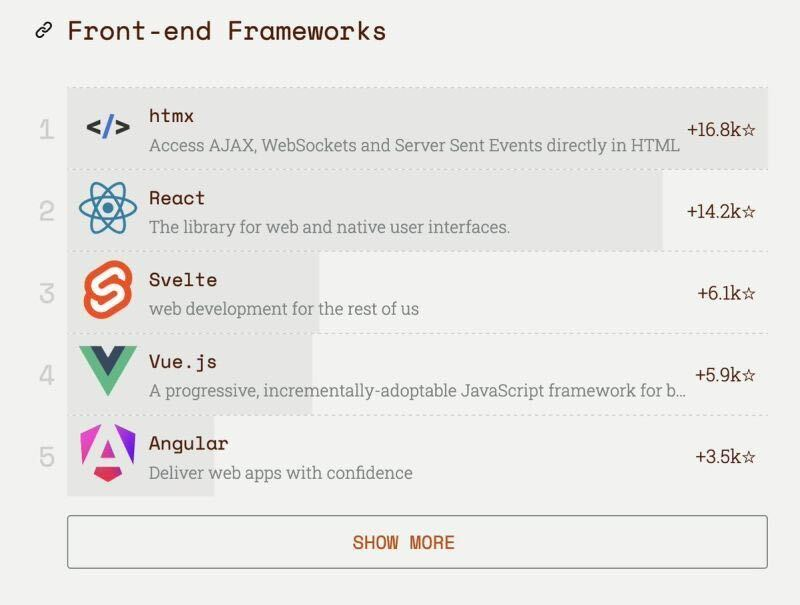 Front-end Frameworks
1
htmx
Access AJAX, WebSockets and Server Sent Events directly in HTML
+16.8k☆
2
React
The library for web and native user interfaces.
+14.2k☆
3
Svelte
web development for the rest of us
+6.1k☆
4
Vue.js
A progressive, incrementally-adoptable JavaScript framework for b...
+5.9k☆
5
Angular
Deliver web apps with confidence
+3.5k☆
SHOW MORE